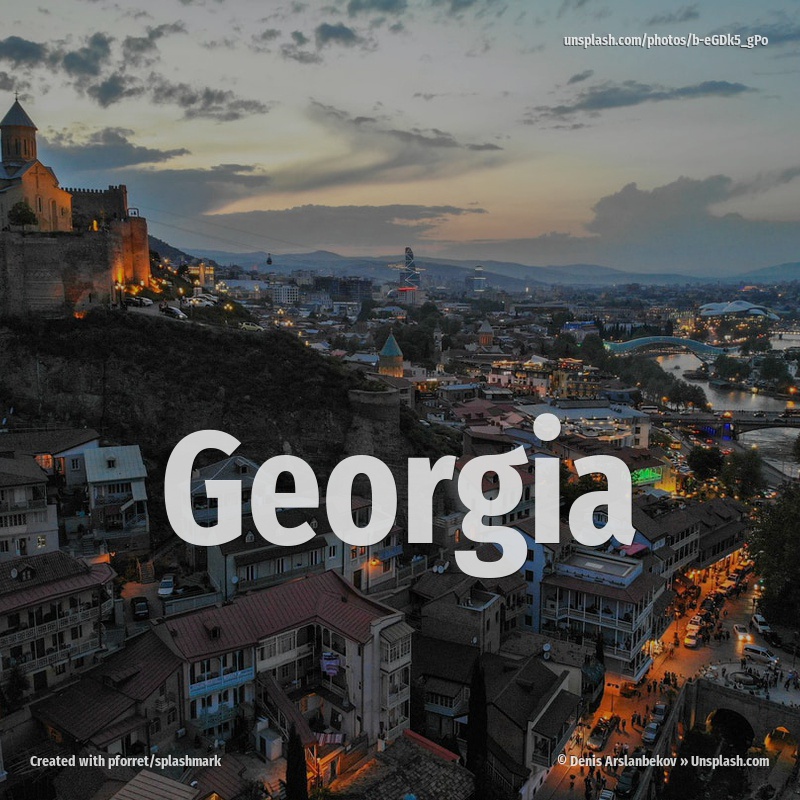 unsplash.com/photos/b-eGDk5_gPo
Georgia
Created with pforret/splashmark
© Denis Arslanbekov » Unsplash.com